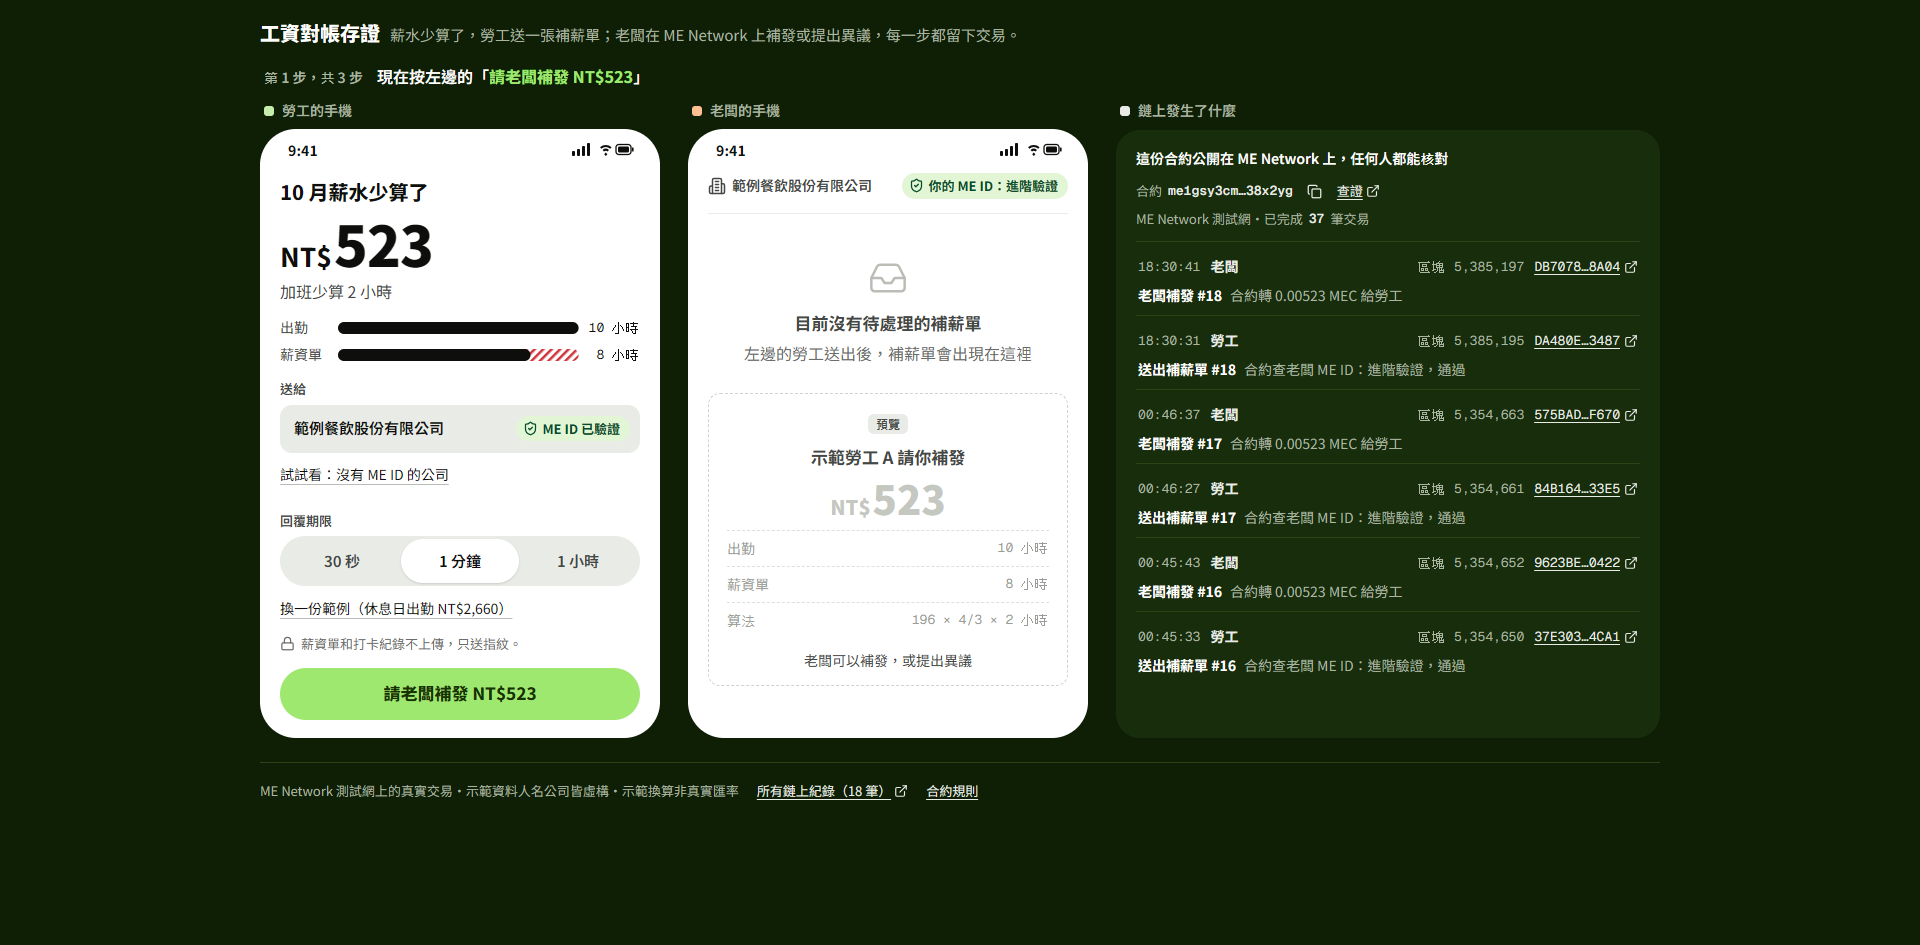 工資對帳存證 薪水少算了，勞工送一張補薪單；老闆在 ME Network 上補發或提出異議，每一步都留下交易。
第 1 步，共 3 步 現在按左邊的「請老闆補發 NT$523」
勞工的手機
9:41
10 月薪水少算了
NT$523
加班少算 2 小時
出勤 10 小時
薪資單 8 小時
送給
範例餐飲股份有限公司 ME ID 已驗證
試試看：沒有 ME ID 的公司
回覆期限
30 秒 1 分鐘 1 小時
換一份範例（休息日出勤 NT$2,660）
薪資單和打卡紀錄不上傳，只送指紋。
請老闆補發 NT$523
老闆的手機
9:41
範例餐飲股份有限公司 你的 ME ID：進階驗證
目前沒有待處理的補薪單
左邊的勞工送出後，補薪單會出現在這裡
預覽
示範勞工 A 請你補發
NT$523
出勤 10 小時
薪資單 8 小時
算法 196 × 4/3 × 2 小時
老闆可以補發，或提出異議
鏈上發生了什麼
這份合約公開在 ME Network 上，任何人都能核對
合約 me1gsy3cm…38x2yg 查證
ME Network 測試網・已完成 37 筆交易
18:30:41 老闆 區塊 5,385,197 DB7078…8A04
老闆補發 #18 合約轉 0.00523 MEC 給勞工
18:30:31 勞工 區塊 5,385,195 DA480E…3487
送出補薪單 #18 合約查老闆 ME ID：進階驗證，通過
00:46:37 老闆 區塊 5,354,663 575BAD…F670
老闆補發 #17 合約轉 0.00523 MEC 給勞工
00:46:27 勞工 區塊 5,354,661 84B164…33E5
送出補薪單 #17 合約查老闆 ME ID：進階驗證，通過
00:45:43 老闆 區塊 5,354,652 9623BE…0422
老闆補發 #16 合約轉 0.00523 MEC 給勞工
00:45:33 勞工 區塊 5,354,650 37E303…4CA1
送出補薪單 #16 合約查老闆 ME ID：進階驗證，通過
ME Network 測試網上的真實交易・示範資料人名公司皆虛構・示範換算非真實匯率 所有鏈上紀錄（18 筆） 合約規則